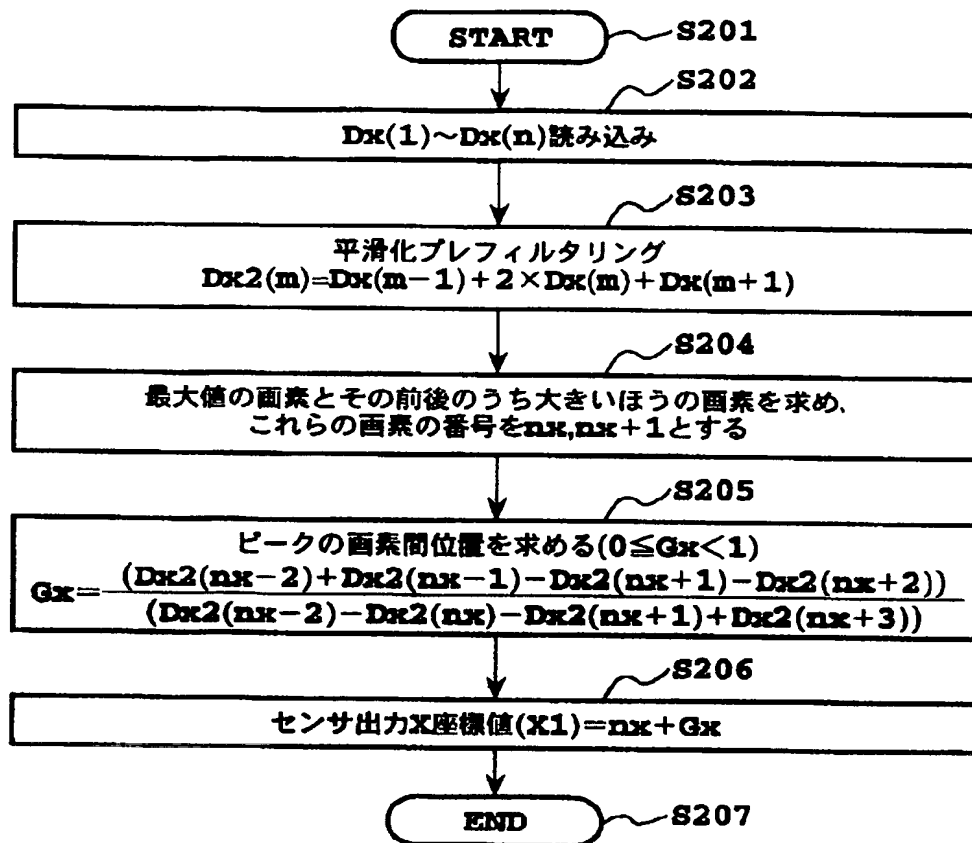 START
S201
S202
Dx(1)～Dx(n)読み込み
S203
平滑化プレフィルタリング
Dx2(m)=Dx(m−1)+2×Dx(m)+Dx(m+1)
S204
最大値の画素とその前後のうち大きいほうの画素を求め,
これらの画素の番号をnx,nx+1とする
S205
ピークの画素間位置を求める(0≦Gx<1)
(Dx2(nx−2)+Dx2(nx−1)−Dx2(nx+1)−Dx2(nx+2))
Gx=
(Dx2(nx−2)−Dx2(nx)−Dx2(nx+1)+Dx2(nx+3))
S206
センサ出力X座標値(X1)=nx+Gx
END
S207